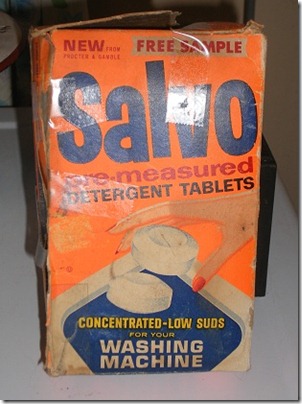 NEW FROM FREE SAMPLE
PROCTER & GAMBLE
Salvo
pre-measured
DETERGENT TABLETS
CONCENTRATED-LOW SUDS
FOR YOUR
WASHING
MACHINE